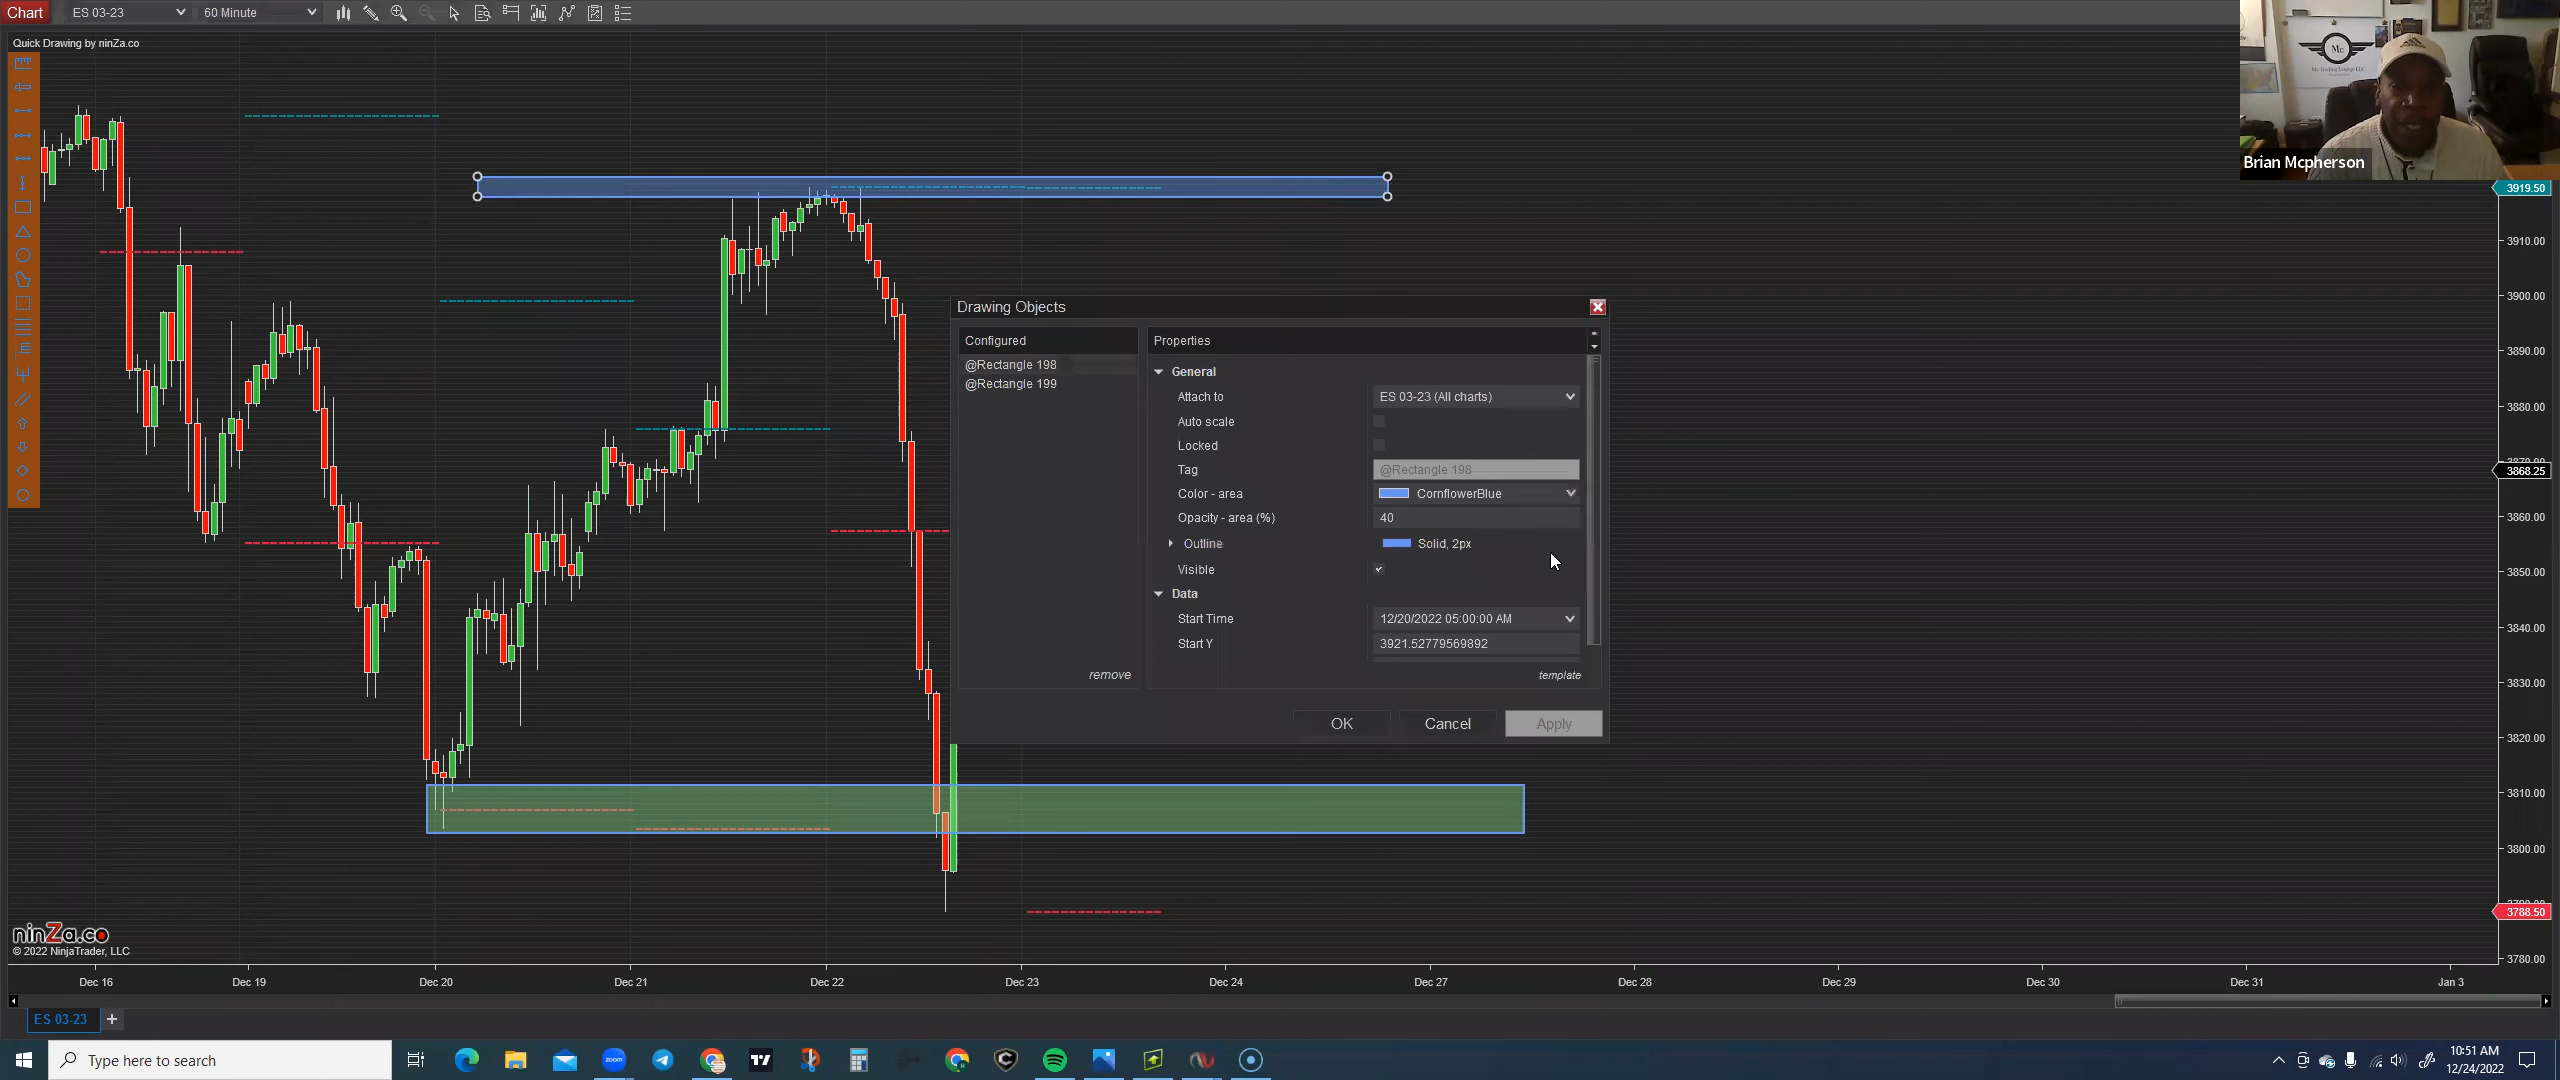 Chart
ES 03-23
60 Minute
Quick Drawing by ninZa.co
Mc
Mc Trading Lounge LLC
Brian Mcpherson
3919.50
3910.00
3900.00
3890.00
3880.00
3868.25
3860.00
3850.00
3840.00
3830.00
3820.00
3810.00
3800.00
3788.50
3780.00
Drawing Objects
Configured
@Rectangle 198
@Rectangle 199
remove
Properties
General
Attach to
ES 03-23 (All charts)
Auto scale
Locked
Tag
@Rectangle 198
Color - area
CornflowerBlue
Opacity - area (%)
40
Outline
Solid, 2px
Visible
Data
Start Time
12/20/2022 05:00:00 AM
Start Y
3921.52779569892
template
OK
Cancel
Apply
ninZa.co
© 2022 NinjaTrader, LLC
Dec 16
Dec 19
Dec 20
Dec 21
Dec 22
Dec 23
Dec 24
Dec 27
Dec 28
Dec 29
Dec 30
Dec 31
Jan 3
ES 03-23
Type here to search
zoom
10:51 AM
12/24/2022